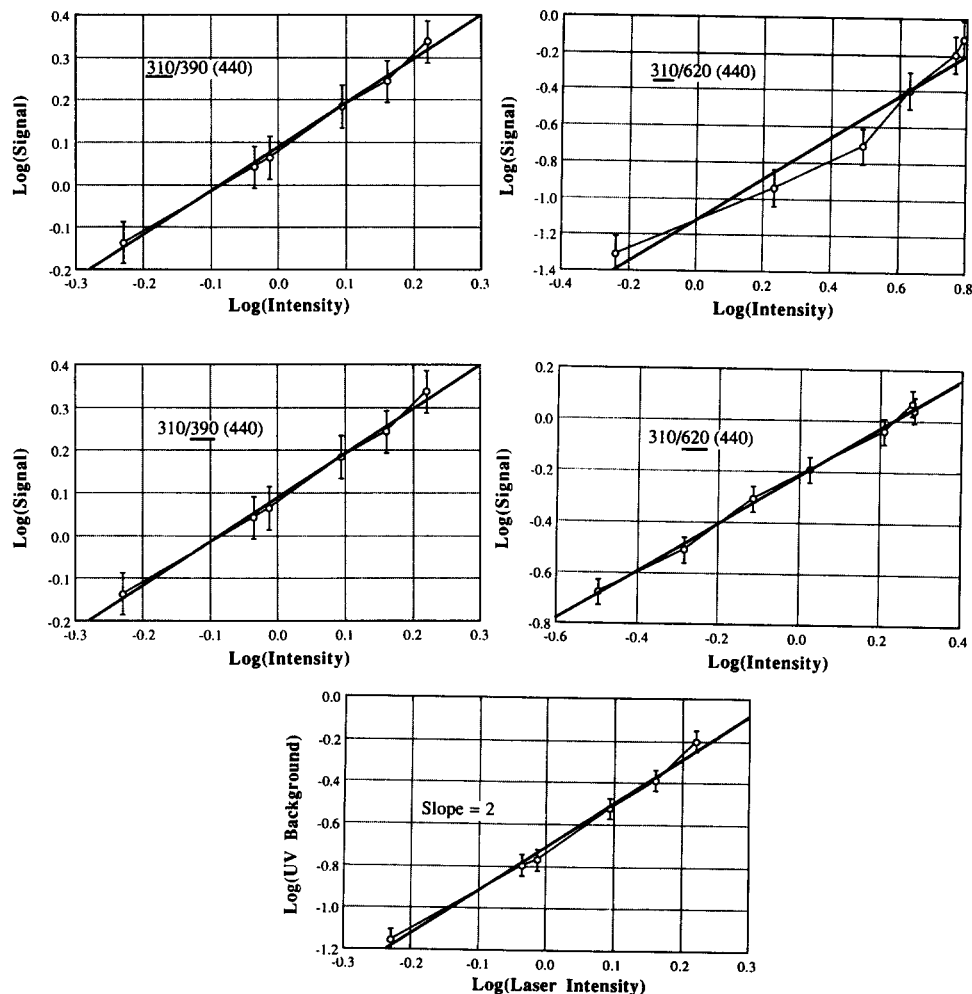 0.4
0.3
0.2
0.1
0.0
-0.1
-0.2
Log(Signal)
310/390 (440)
-0.3 -0.2 -0.1 0.0 0.1 0.2 0.3
Log(Intensity)
0.0
-0.2
-0.4
-0.6
-0.8
-1.0
-1.2
-1.4
Log(Signal)
310/620 (440)
-0.4 -0.2 0.0 0.2 0.4 0.6 0.8
Log(Intensity)
0.4
0.3
0.2
0.1
0.0
-0.1
-0.2
Log(Signal)
310/390 (440)
-0.3 -0.2 -0.1 0.0 0.1 0.2 0.3
Log(Intensity)
0.2
0.0
-0.2
-0.4
-0.6
-0.8
Log(Signal)
310/620 (440)
-0.6 -0.4 -0.2 0.0 0.2 0.4
Log(Intensity)
0.0
-0.2
-0.4
-0.6
-0.8
-1.0
-1.2
Log(UV Background)
Slope = 2
-0.3 -0.2 -0.1 0.0 0.1 0.2 0.3
Log(Laser Intensity)